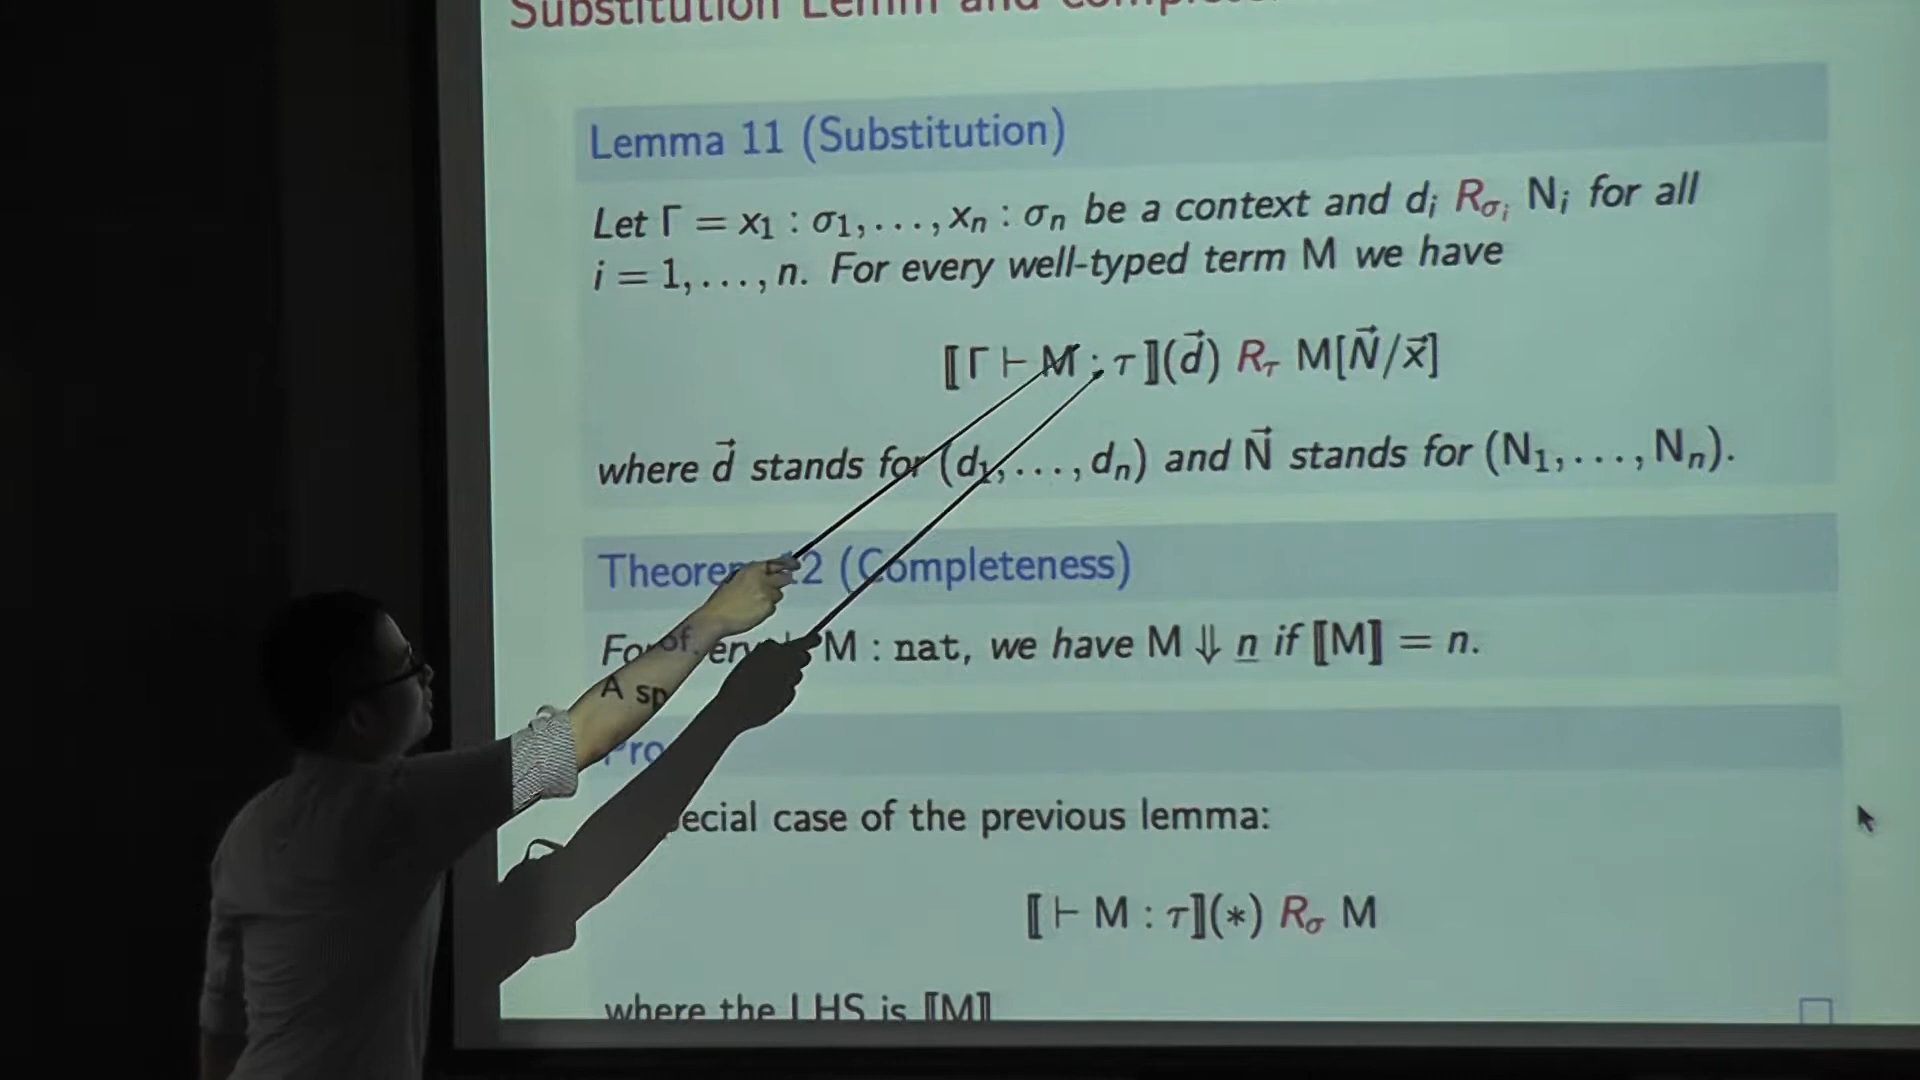 Substitution Lemm and
Lemma 11 (Substitution)
Let Γ = x₁ : σ₁, . . . , xₙ : σₙ be a context and dᵢ R_σᵢ Nᵢ for all
i = 1, . . . , n. For every well-typed term M we have
⟦Γ ⊢ M : τ⟧(d⃗) R_τ M[N⃗/x⃗]
where d⃗ stands for (d₁, . . . , dₙ) and N⃗ stands for (N₁, . . . , Nₙ).
Theorem 12 (Completeness)
M : nat, we have M ⇓ n̲ if ⟦M⟧ = n.
A sp ecial case of the previous lemma:
⟦⊢ M : τ⟧(∗) R_σ M
where the LHS is ⟦M⟧